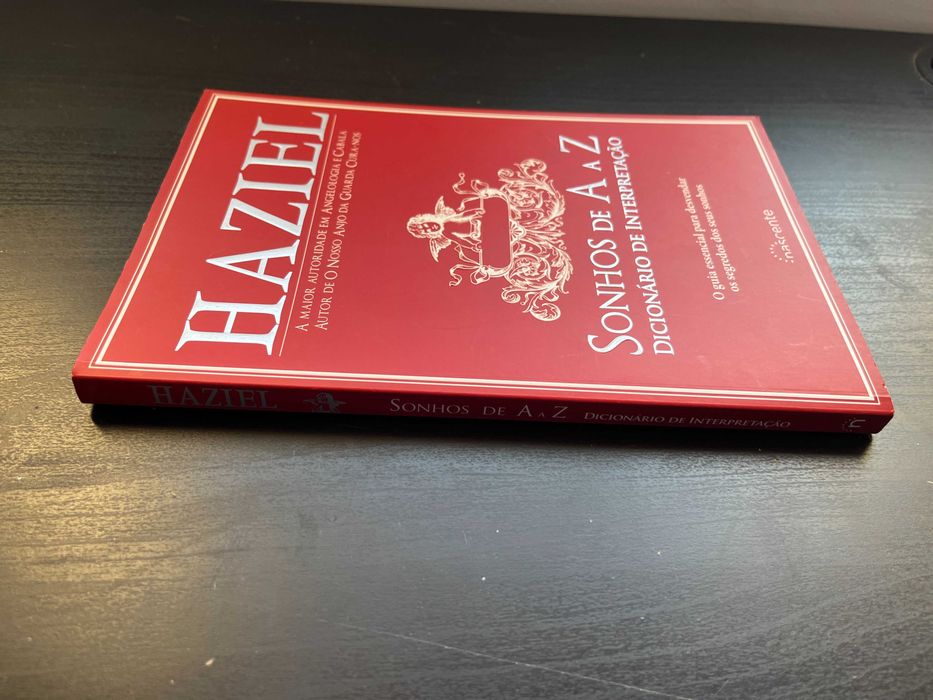 HAZIEL
A MAIOR AUTORIDADE EM ANGELOLOGIA E CABALA
AUTOR DE O NOSSO ANJO DA GUARDA CURA-NOS
SONHOS DE A A Z
DICIONÁRIO DE INTERPRETAÇÃO
O guia essencial para desvendar
os segredos dos seus sonhos
nascente
HAZIEL SONHOS DE A A Z DICIONÁRIO DE INTERPRETAÇÃO n